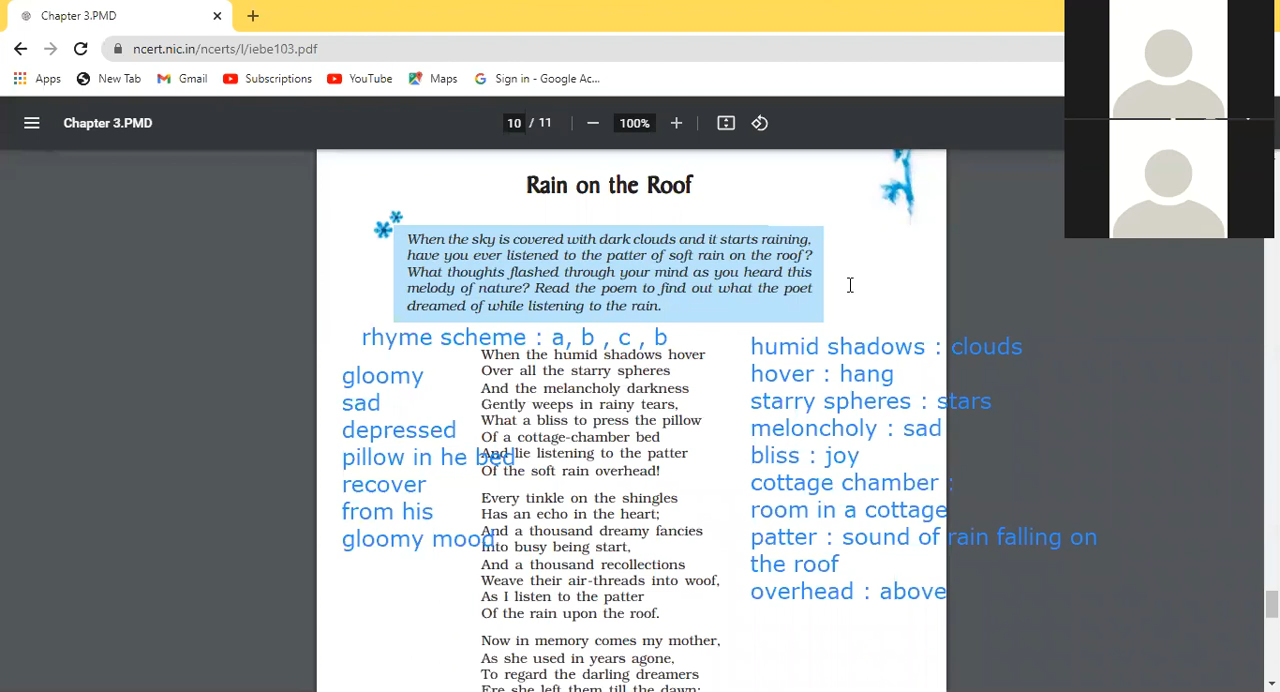 Chapter 3.PMD
ncert.nic.in/ncerts/l/iebe103.pdf
Apps New Tab Gmail Subscriptions YouTube Maps Sign in - Google Ac...
Chapter 3.PMD 10 / 11 100%
Rain on the Roof
When the sky is covered with dark clouds and it starts raining,
have you ever listened to the patter of soft rain on the roof?
What thoughts flashed through your mind as you heard this
melody of nature? Read the poem to find out what the poet
dreamed of while listening to the rain.
rhyme scheme : a, b , c , b
gloomy
sad
depressed
pillow in he bed
recover
from his
gloomy mood
When the humid shadows hover
Over all the starry spheres
And the melancholy darkness
Gently weeps in rainy tears,
What a bliss to press the pillow
Of a cottage-chamber bed
And lie listening to the patter
Of the soft rain overhead!
Every tinkle on the shingles
Has an echo in the heart;
And a thousand dreamy fancies
Into busy being start,
And a thousand recollections
Weave their air-threads into woof,
As I listen to the patter
Of the rain upon the roof.
Now in memory comes my mother,
As she used in years agone,
To regard the darling dreamers
Ere she left them till the dawn:
humid shadows : clouds
hover : hang
starry spheres : stars
meloncholy : sad
bliss : joy
cottage chamber :
room in a cottage
patter : sound of rain falling on
the roof
overhead : above